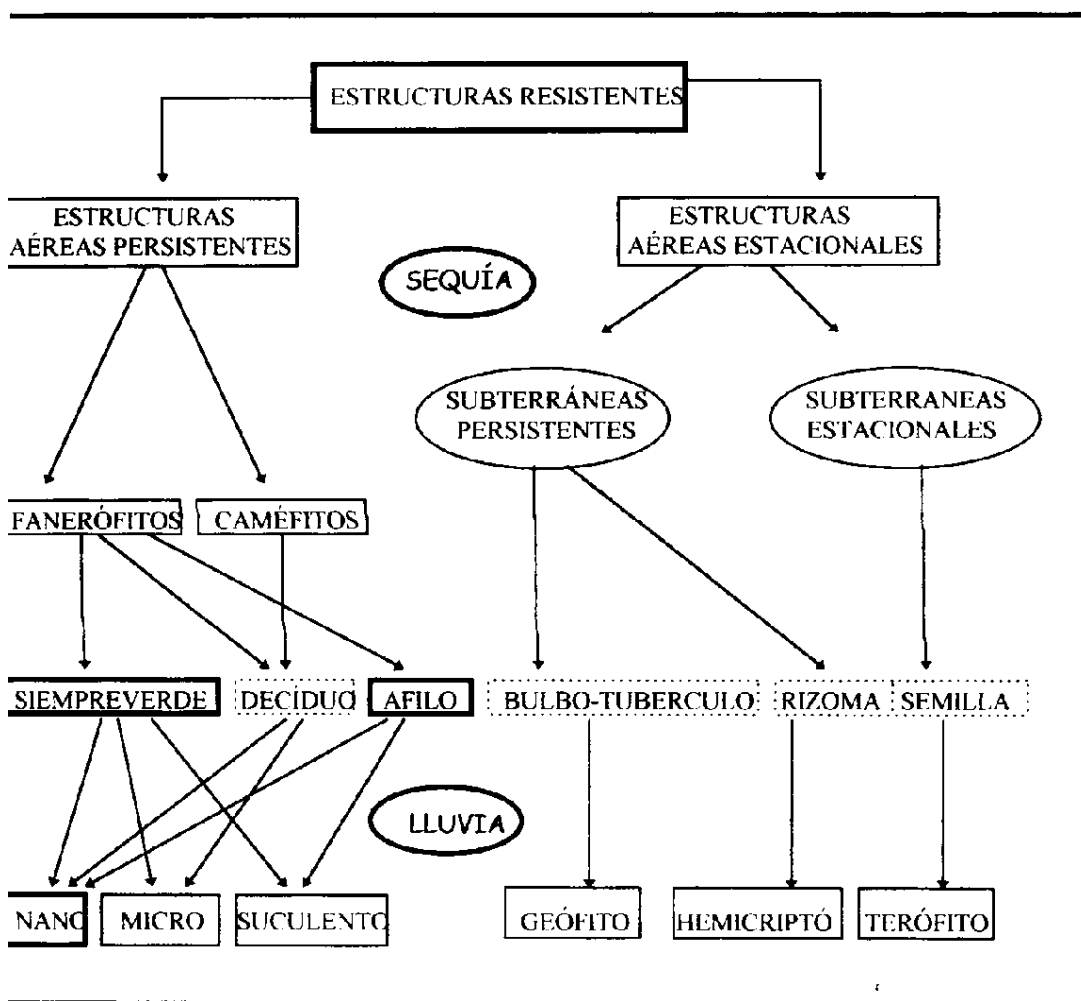 ESTRUCTURAS RESISTENTES
ESTRUCTURAS
AÉREAS PERSISTENTES
ESTRUCTURAS
AÉREAS ESTACIONALES
SEQUÍA
SUBTERRÁNEAS
PERSISTENTES
SUBTERRANEAS
ESTACIONALES
FANERÓFITOS
CAMÉFITOS
SIEMPREVERDE
DECÍDUO
AFILO
BULBO-TUBERCULO
RIZOMA
SEMILLA
LLUVIA
NANO
MICRO
SUCULENTO
GEÓFITO
HEMICRIPTÓ
TERÓFITO